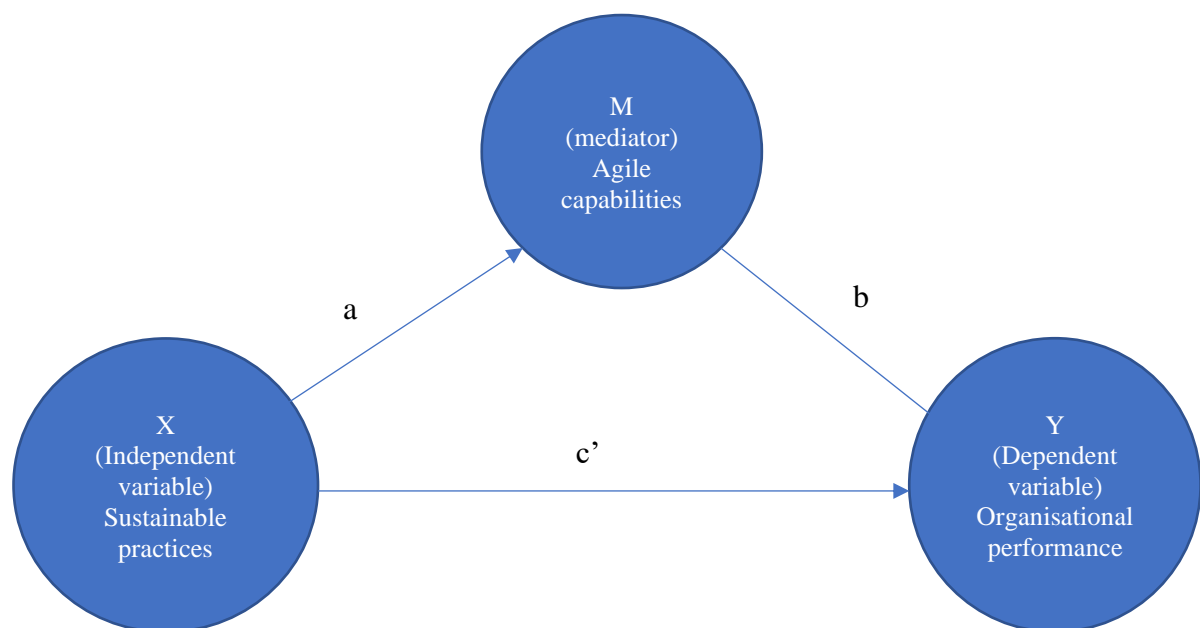 M
(mediator)
Agile
capabilities
a
b
X
(Independent
variable)
Sustainable
practices
c’
Y
(Dependent
variable)
Organisational
performance